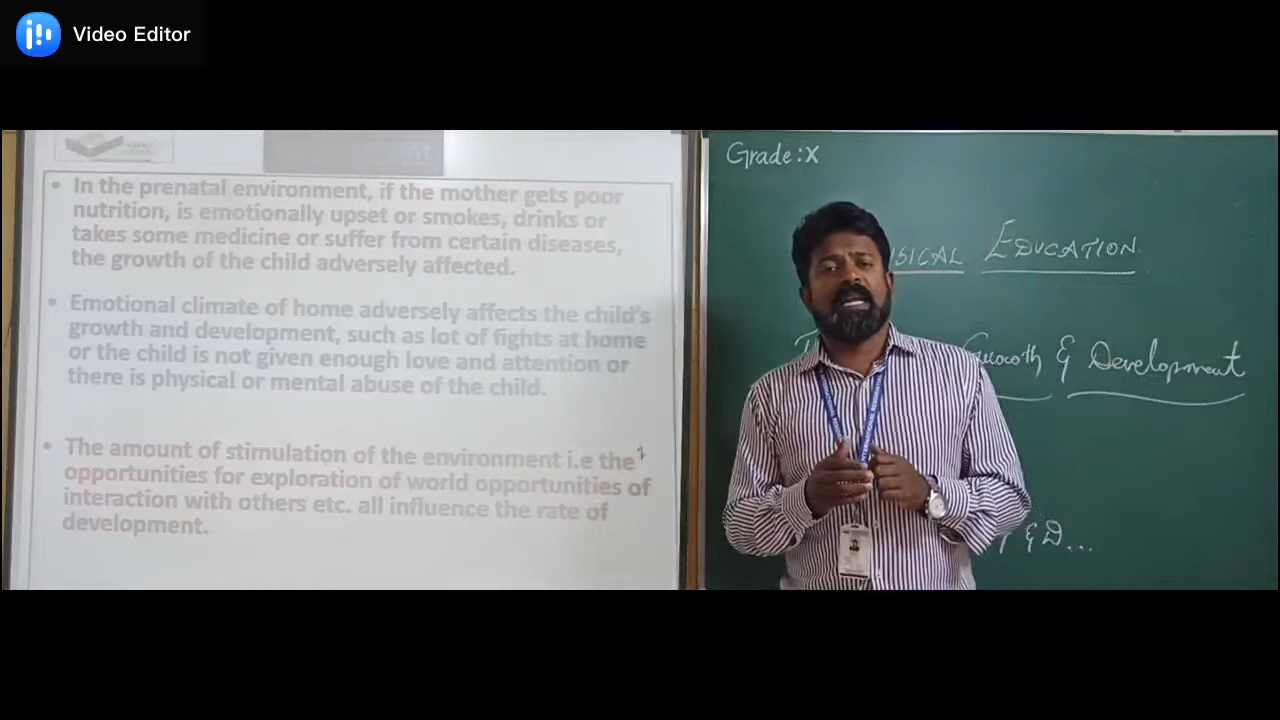 Video Editor
• In the prenatal environment, if the mother gets poor
nutrition, is emotionally upset or smokes, drinks or
takes some medicine or suffer from certain diseases,
the growth of the child adversely affected.
• Emotional climate of home adversely affects the child's
growth and development, such as lot of fights at home
or the child is not given enough love and attention or
there is physical or mental abuse of the child.
• The amount of stimulation of the environment i.e the
opportunities for exploration of world opportunities of
interaction with others etc. all influence the rate of
development.
Grade: X
EDUCATION
Growth & Development
& D...